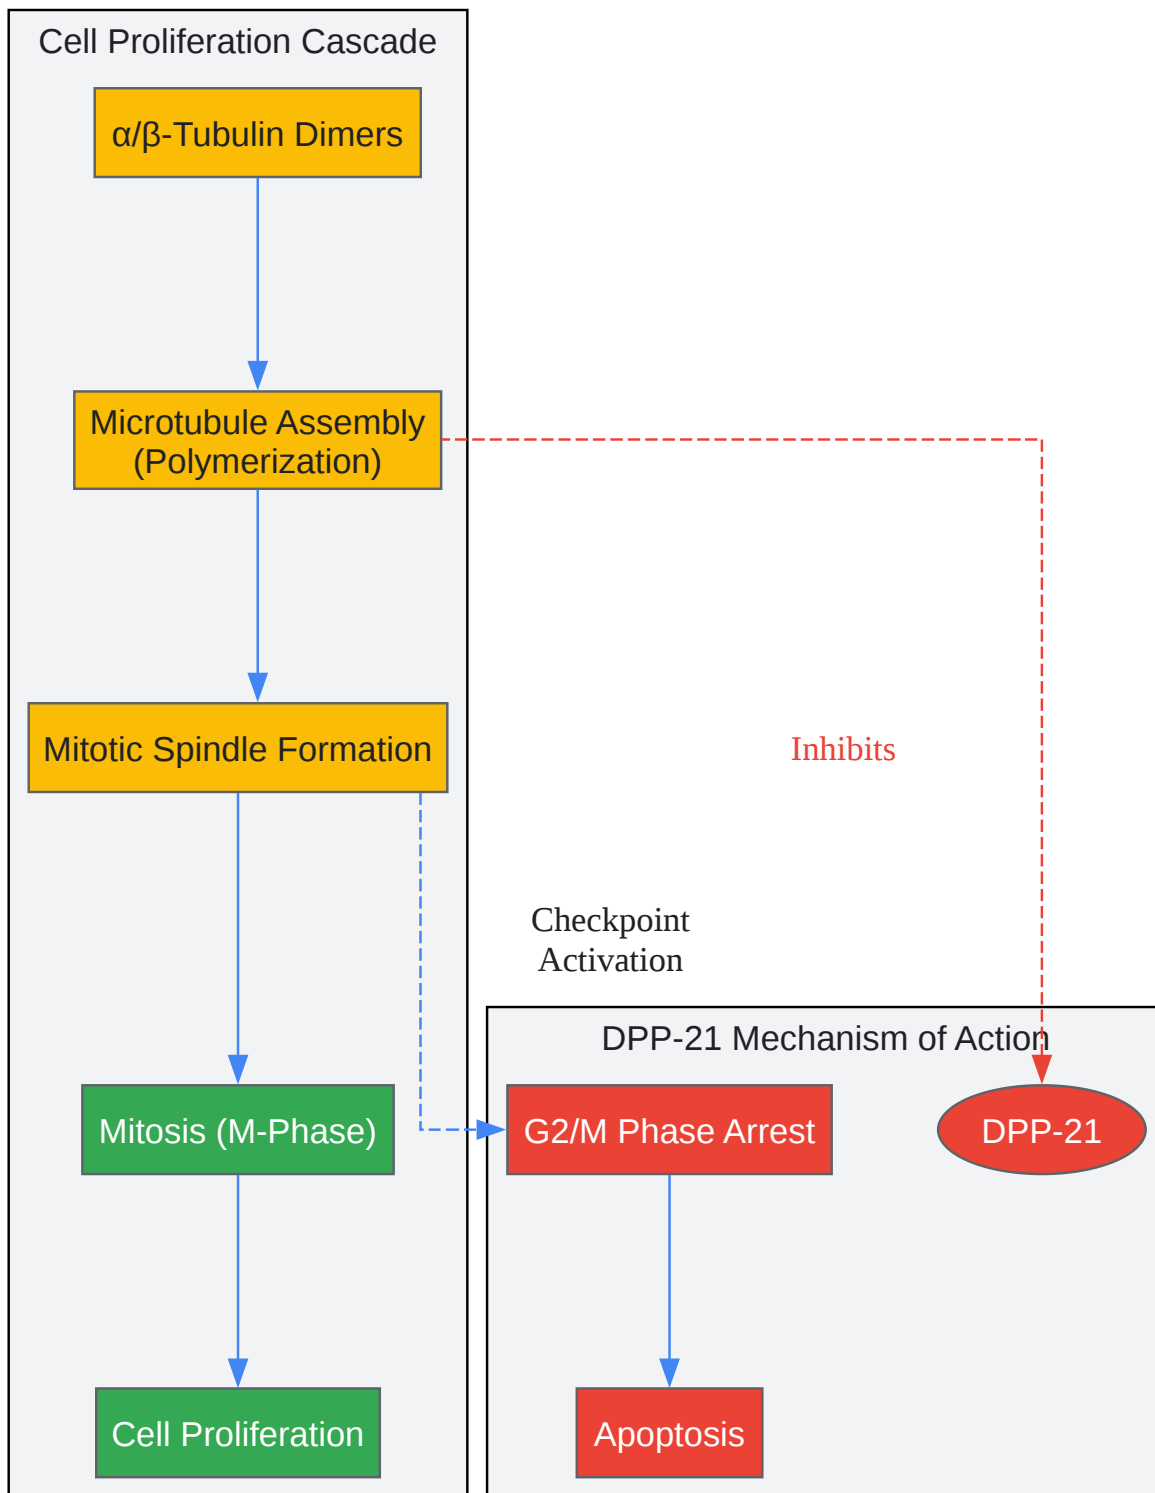 Cell Proliferation Cascade
α/β-Tubulin Dimers
Microtubule Assembly
(Polymerization)
Mitotic Spindle Formation
Inhibits
Checkpoint
Activation
DPP-21 Mechanism of Action
Mitosis (M-Phase)
G2/M Phase Arrest
DPP-21
Cell Proliferation
Apoptosis